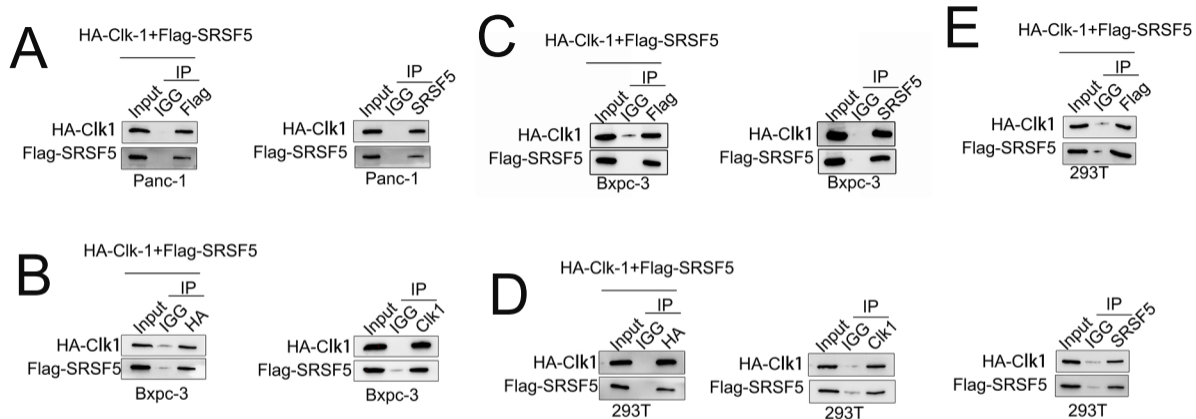 A
HA-Clk-1+Flag-SRSF5
IP
Input IGG Flag
HA-Clk1
Flag-SRSF5
Panc-1
IP
Input IGG SRSF5
HA-Clk1
Flag-SRSF5
Panc-1
B
HA-Clk-1+Flag-SRSF5
IP
Input IGG HA
HA-Clk1
Flag-SRSF5
Bxpc-3
IP
Input IGG Clk1
HA-Clk1
Flag-SRSF5
Bxpc-3
C
HA-Clk-1+Flag-SRSF5
IP
Input IGG Flag
HA-Clk1
Flag-SRSF5
Bxpc-3
IP
Input IGG SRSF5
HA-Clk1
Flag-SRSF5
Bxpc-3
D
HA-Clk-1+Flag-SRSF5
IP
Input IGG HA
HA-Clk1
Flag-SRSF5
293T
IP
Input IGG Clk1
HA-Clk1
Flag-SRSF5
293T
E
HA-Clk-1+Flag-SRSF5
IP
Input IGG Flag
HA-Clk1
Flag-SRSF5
293T
IP
Input IGG SRSF5
HA-Clk1
Flag-SRSF5
293T